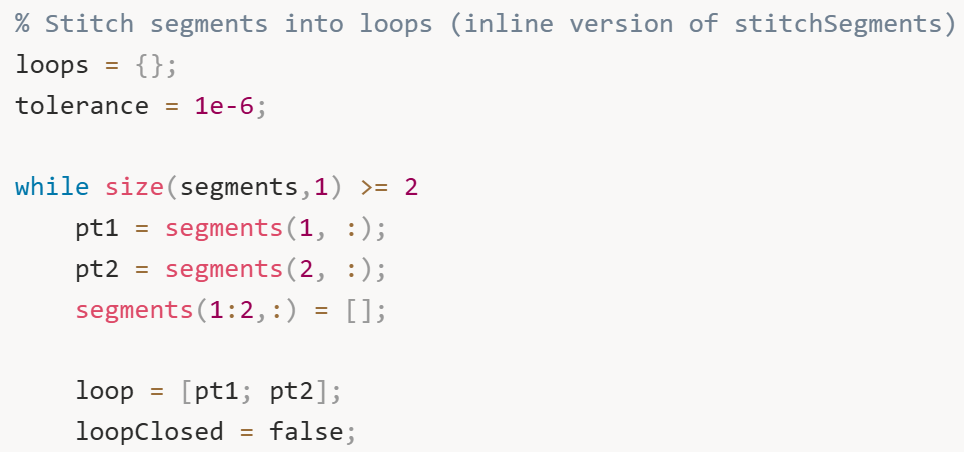 % Stitch segments into loops (inline version of stitchSegments)
loops = {};
tolerance = 1e-6;
while size(segments,1) >= 2
pt1 = segments(1, :);
pt2 = segments(2, :);
segments(1:2,:) = [];
loop = [pt1; pt2];
loopClosed = false;